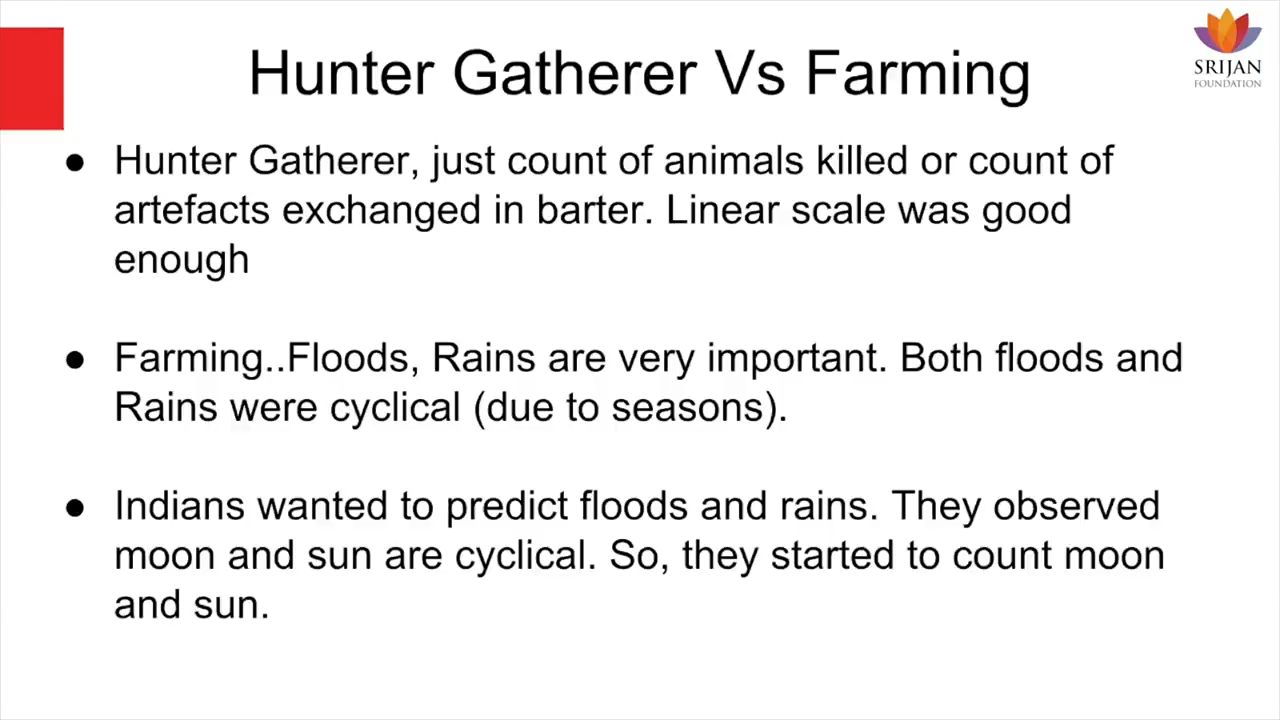 Hunter Gatherer Vs Farming
SRIJAN
FOUNDATION
● Hunter Gatherer, just count of animals killed or count of
artefacts exchanged in barter. Linear scale was good
enough
● Farming..Floods, Rains are very important. Both floods and
Rains were cyclical (due to seasons).
● Indians wanted to predict floods and rains. They observed
moon and sun are cyclical. So, they started to count moon
and sun.